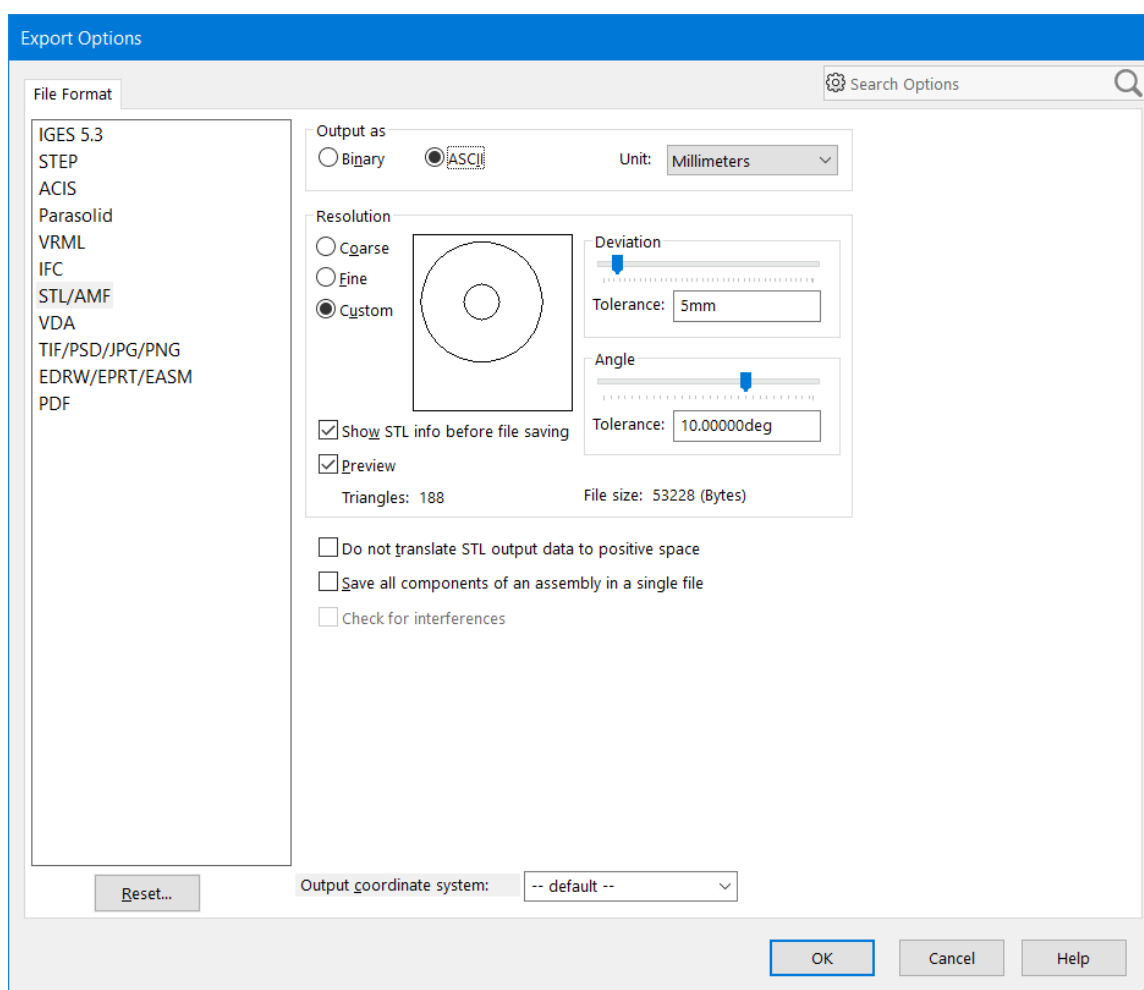 Export Options
Search Options
File Format
IGES 5.3
STEP
ACIS
Parasolid
VRML
IFC
STL/AMF
VDA
TIF/PSD/JPG/PNG
EDRW/EPRT/EASM
PDF
Reset...
Output as
Binary ASCII Unit: Millimeters
Resolution
Coarse
Fine
Custom
Deviation
Tolerance: 5mm
Angle
Tolerance: 10.00000deg
Show STL info before file saving
Preview
Triangles: 188 File size: 53228 (Bytes)
Do not translate STL output data to positive space
Save all components of an assembly in a single file
Check for interferences
Output coordinate system: -- default --
OK Cancel Help